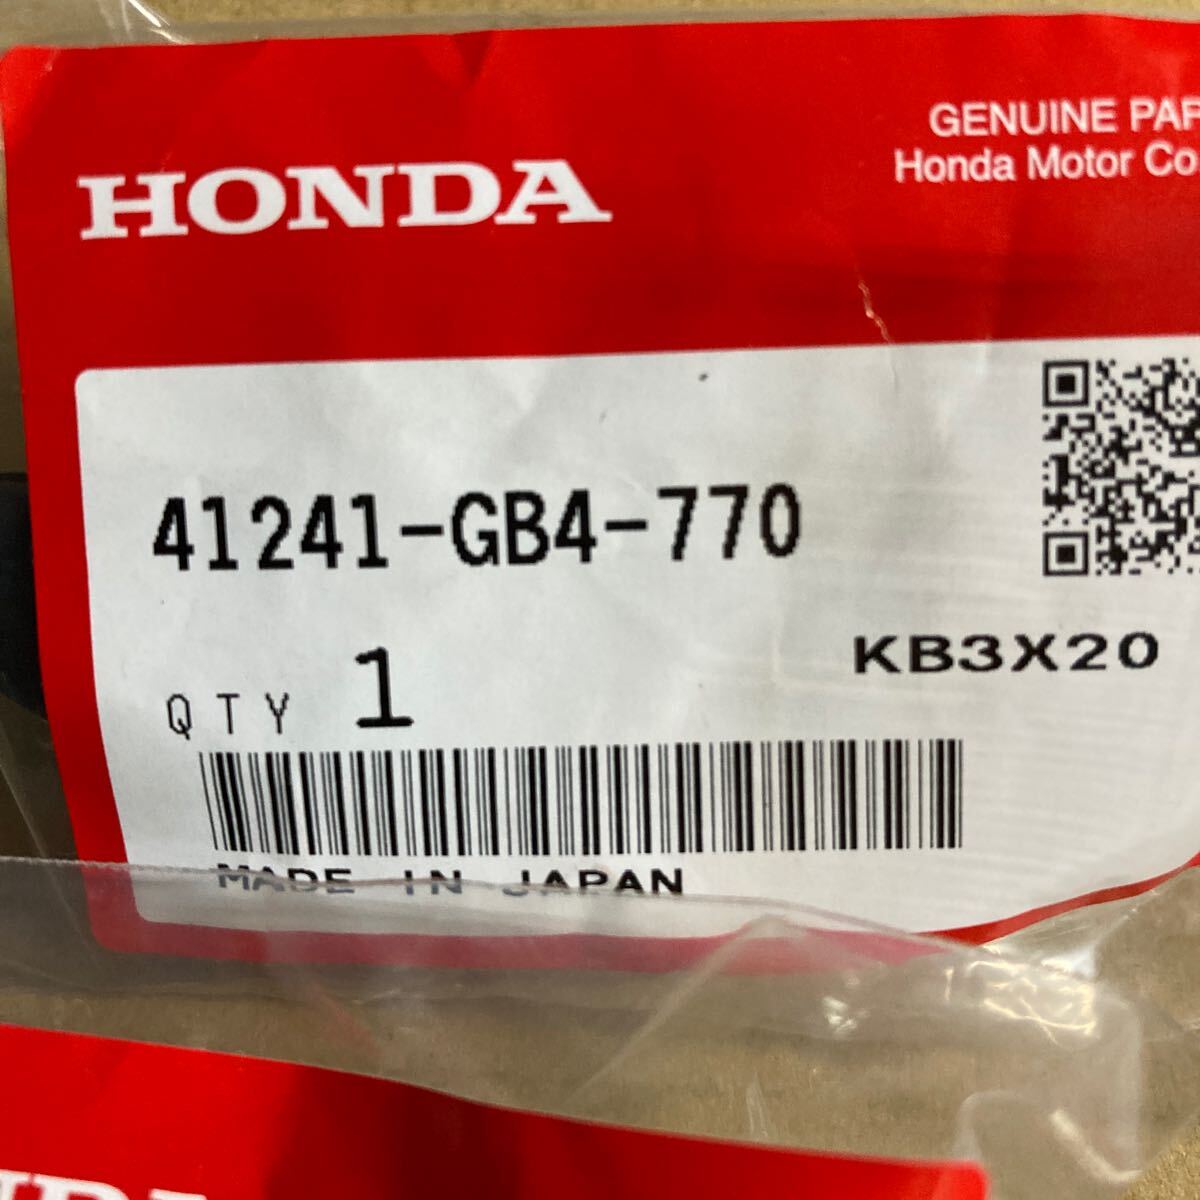 GENUINE PAR
Honda Motor Co.
HONDA
41241-GB4-770
KB3X20
QTY 1
MADE IN JAPAN